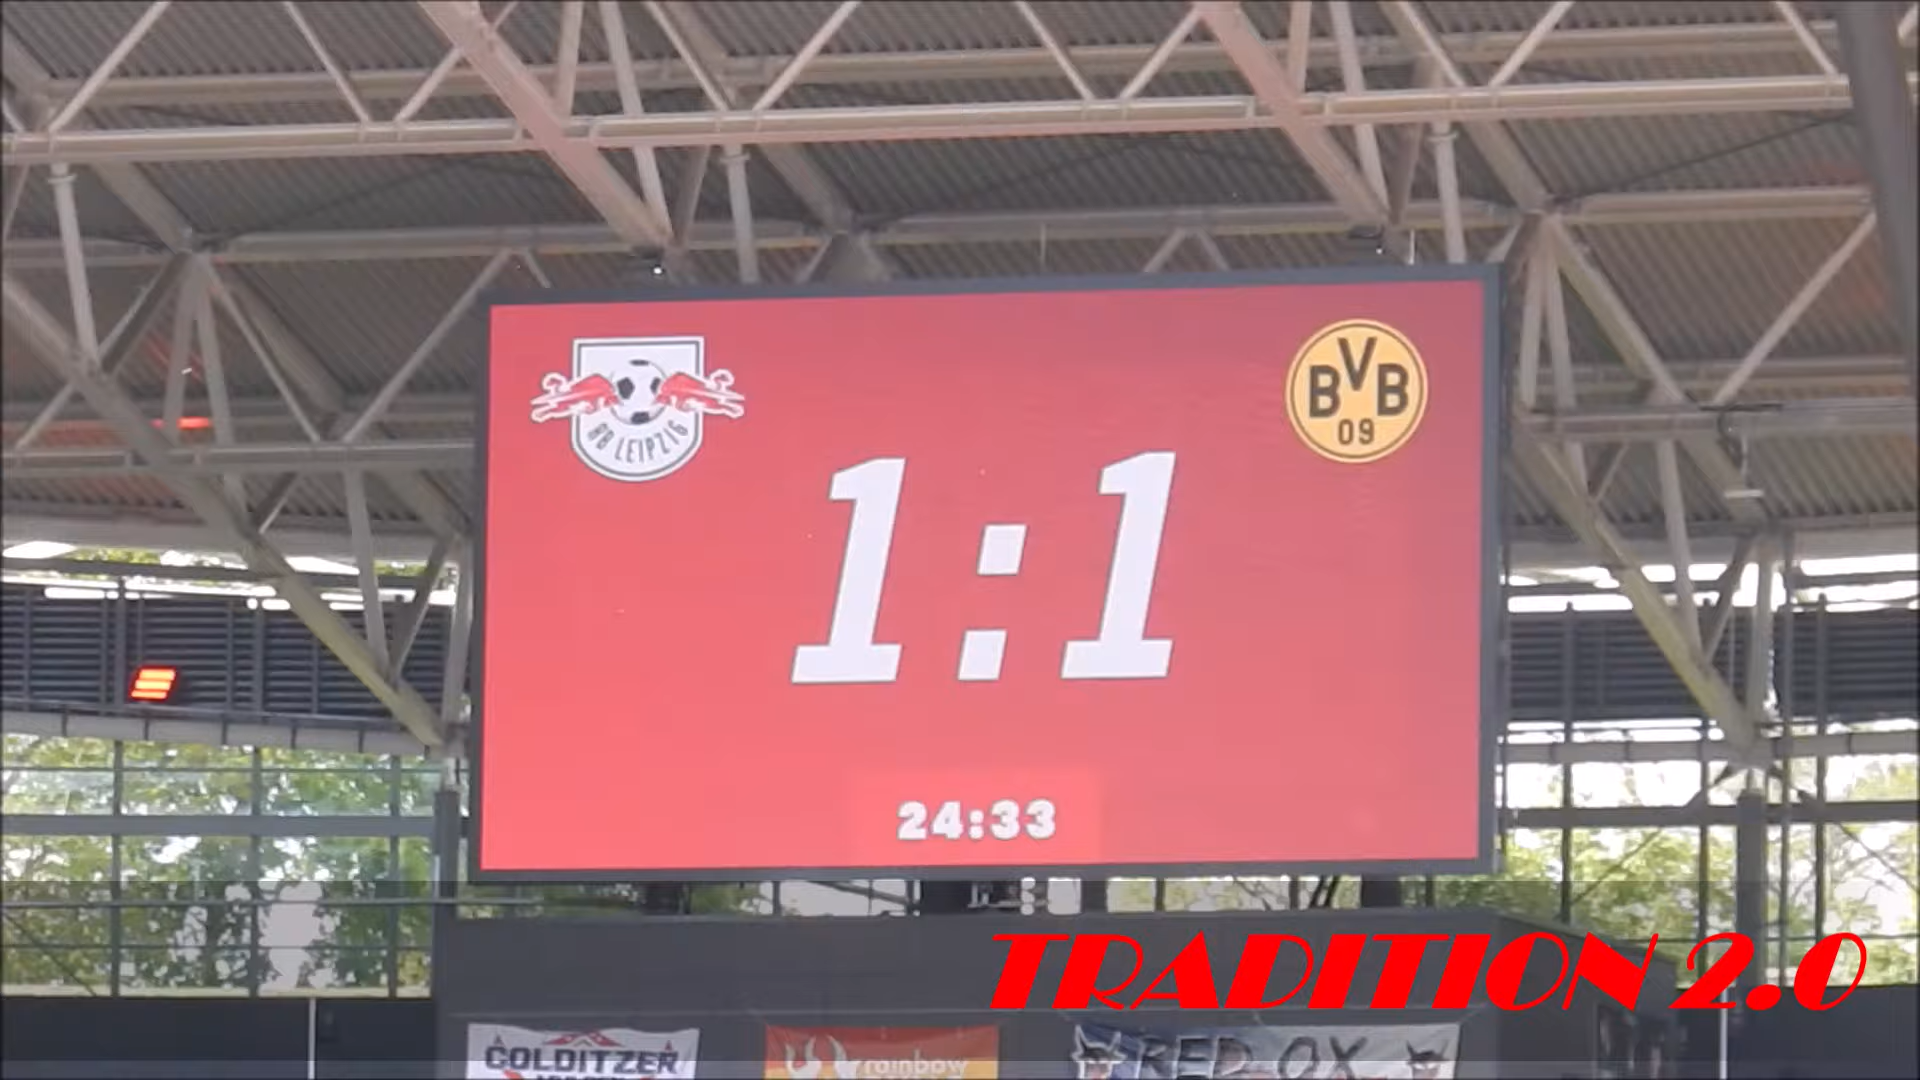 RB LEIPZIG
BVB
09
1:1
24:33
TRADITION 2.0
COLDITZER
rainbow
RED OX